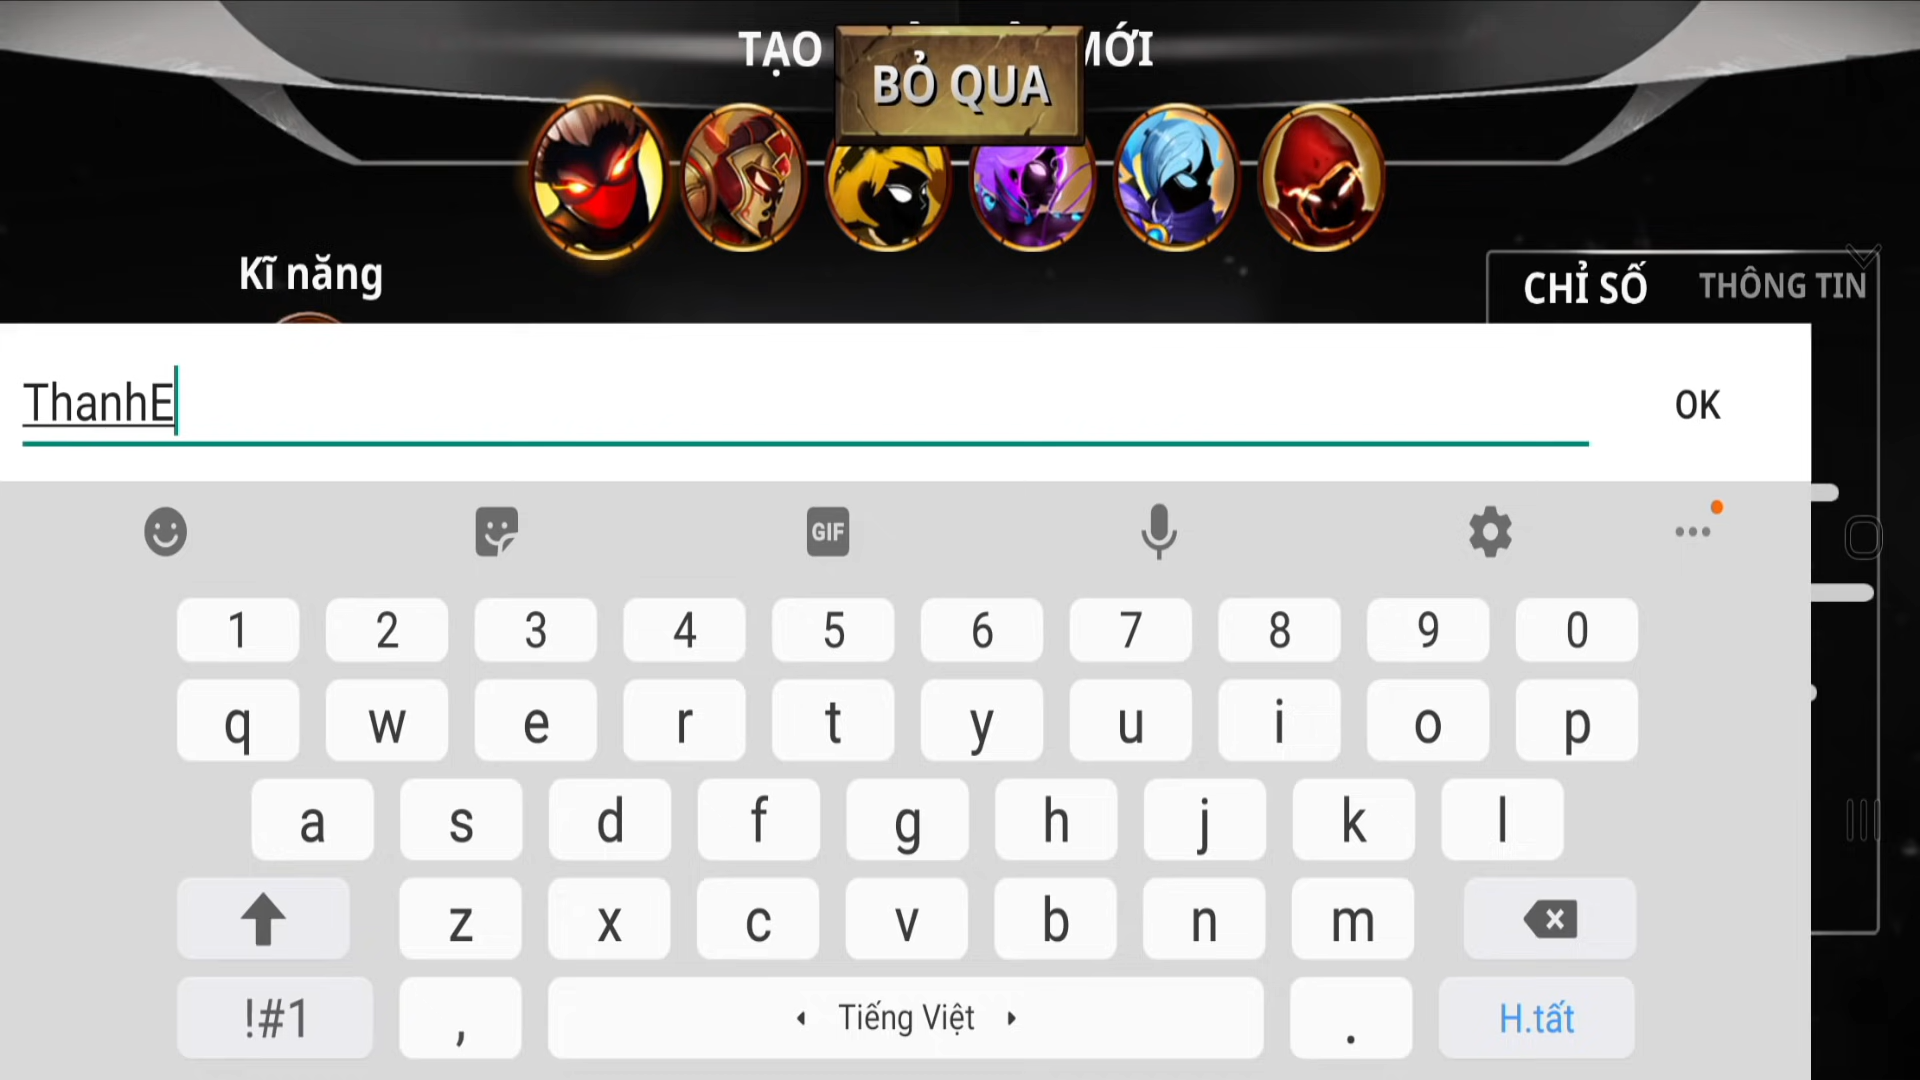 TẠO MỚI
BỎ QUA
Kĩ năng
CHỈ SỐ THÔNG TIN
ThanhE
OK
GIF
1 2 3 4 5 6 7 8 9 0
q w e r t y u i o p
a s d f g h j k l
z x c v b n m
!#1 , Tiếng Việt . H.tất